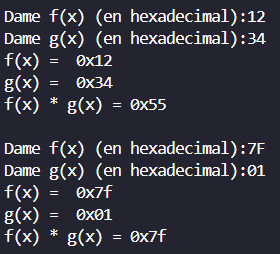 Dame f(x) (en hexadecimal):12
Dame g(x) (en hexadecimal):34
f(x) =  0x12
g(x) =  0x34
f(x) * g(x) = 0x55

Dame f(x) (en hexadecimal):7F
Dame g(x) (en hexadecimal):01
f(x) =  0x7f
g(x) =  0x01
f(x) * g(x) = 0x7f